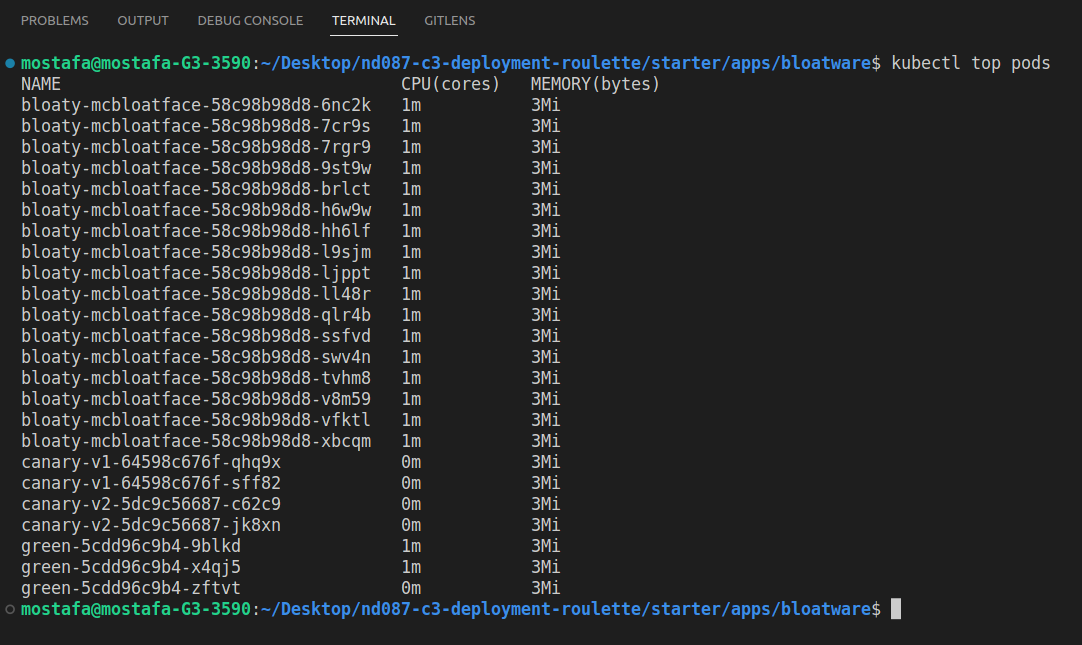 PROBLEMS OUTPUT DEBUG CONSOLE TERMINAL GITLENS
mostafa@mostafa-G3-3590:~/Desktop/nd087-c3-deployment-roulette/starter/apps/bloatware$ kubectl top pods
NAME CPU(cores) MEMORY(bytes)
bloaty-mcbloatface-58c98b98d8-6nc2k 1m 3Mi
bloaty-mcbloatface-58c98b98d8-7cr9s 1m 3Mi
bloaty-mcbloatface-58c98b98d8-7rgr9 1m 3Mi
bloaty-mcbloatface-58c98b98d8-9st9w 1m 3Mi
bloaty-mcbloatface-58c98b98d8-brlct 1m 3Mi
bloaty-mcbloatface-58c98b98d8-h6w9w 1m 3Mi
bloaty-mcbloatface-58c98b98d8-hh6lf 1m 3Mi
bloaty-mcbloatface-58c98b98d8-l9sjm 1m 3Mi
bloaty-mcbloatface-58c98b98d8-ljppt 1m 3Mi
bloaty-mcbloatface-58c98b98d8-ll48r 1m 3Mi
bloaty-mcbloatface-58c98b98d8-qlr4b 1m 3Mi
bloaty-mcbloatface-58c98b98d8-ssfvd 1m 3Mi
bloaty-mcbloatface-58c98b98d8-swv4n 1m 3Mi
bloaty-mcbloatface-58c98b98d8-tvhm8 1m 3Mi
bloaty-mcbloatface-58c98b98d8-v8m59 1m 3Mi
bloaty-mcbloatface-58c98b98d8-vfktl 1m 3Mi
bloaty-mcbloatface-58c98b98d8-xbcqm 1m 3Mi
canary-v1-64598c676f-qhq9x 0m 3Mi
canary-v1-64598c676f-sff82 0m 3Mi
canary-v2-5dc9c56687-c62c9 0m 3Mi
canary-v2-5dc9c56687-jk8xn 0m 3Mi
green-5cdd96c9b4-9blkd 1m 3Mi
green-5cdd96c9b4-x4qj5 1m 3Mi
green-5cdd96c9b4-zftvt 0m 3Mi
mostafa@mostafa-G3-3590:~/Desktop/nd087-c3-deployment-roulette/starter/apps/bloatware$